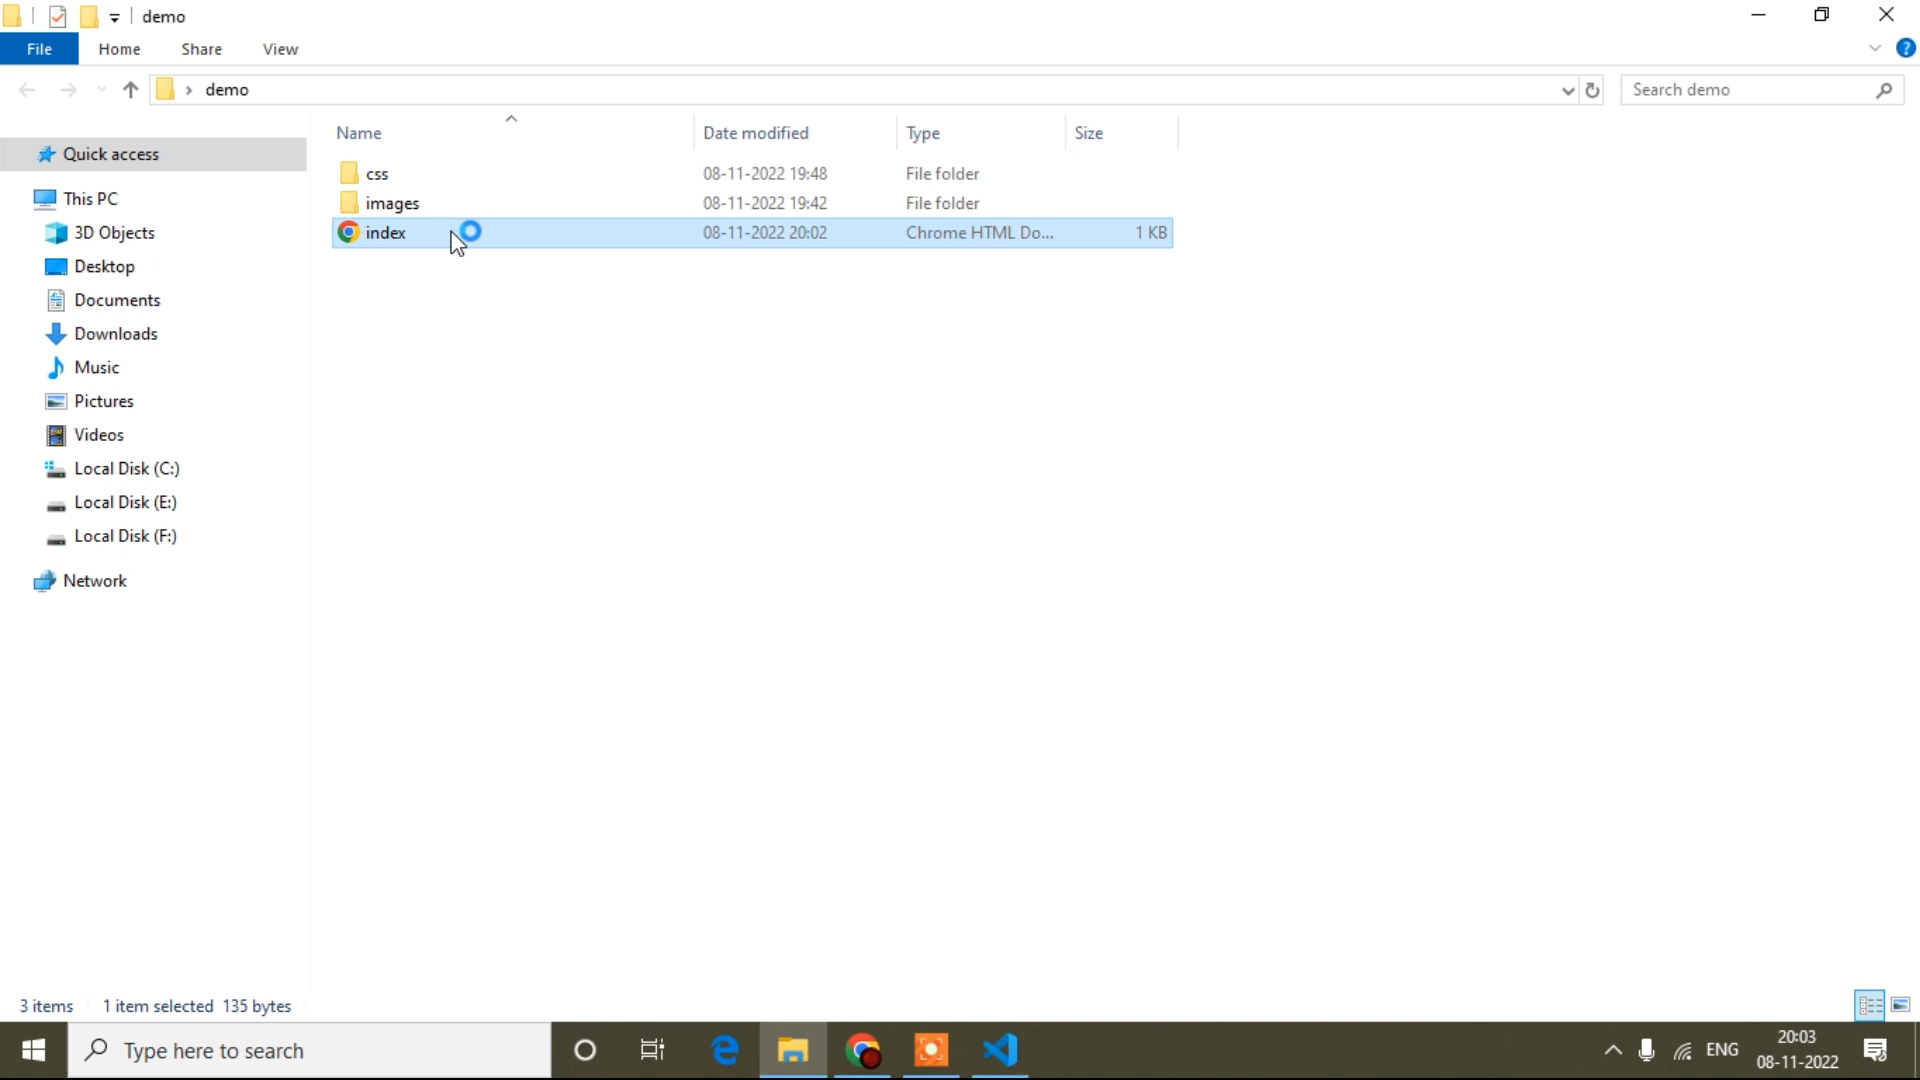 demo
File Home Share View
demo
Search demo
Name Date modified Type Size
Quick access
This PC
3D Objects
Desktop
Documents
Downloads
Music
Pictures
Videos
Local Disk (C:)
Local Disk (E:)
Local Disk (F:)
Network
css 08-11-2022 19:48 File folder
images 08-11-2022 19:42 File folder
index 08-11-2022 20:02 Chrome HTML Do... 1 KB
3 items 1 item selected 135 bytes
Type here to search
ENG
20:03
08-11-2022